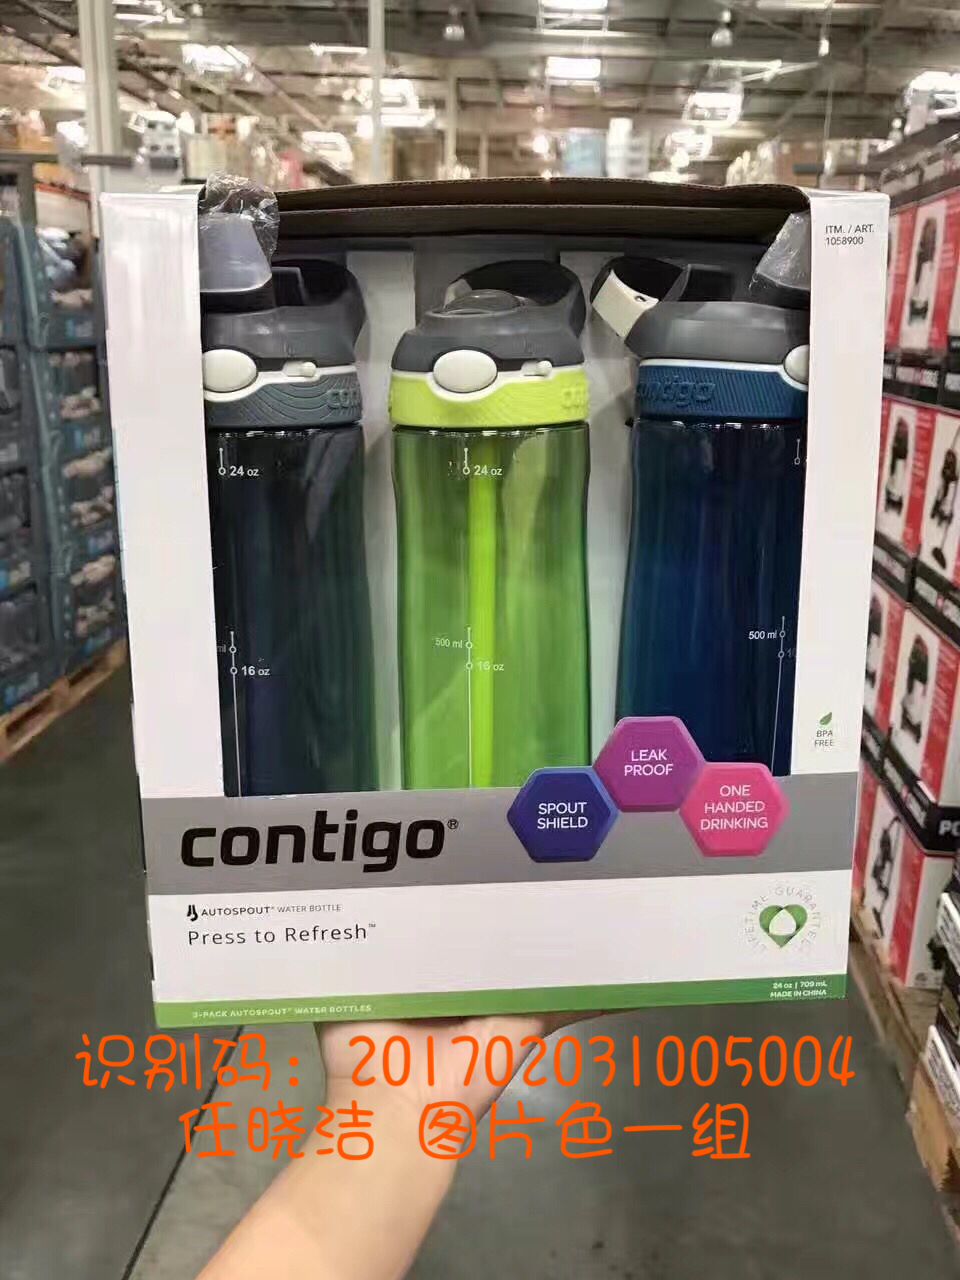 ITM. / ART.
1058900
contigo
24 oz
24 oz
500 ml
16 oz
500 ml
16 oz
BPA
FREE
LEAK
PROOF
SPOUT
SHIELD
ONE
HANDED
DRINKING
contigo®
AUTOSPOUT® WATER BOTTLE
Press to Refresh™
LIFETIME GUARANTEE
24 oz | 709 mL
MADE IN CHINA
3-PACK AUTOSPOUT® WATER BOTTLES
识别码：201702031005004
任晓洁 图片色一组